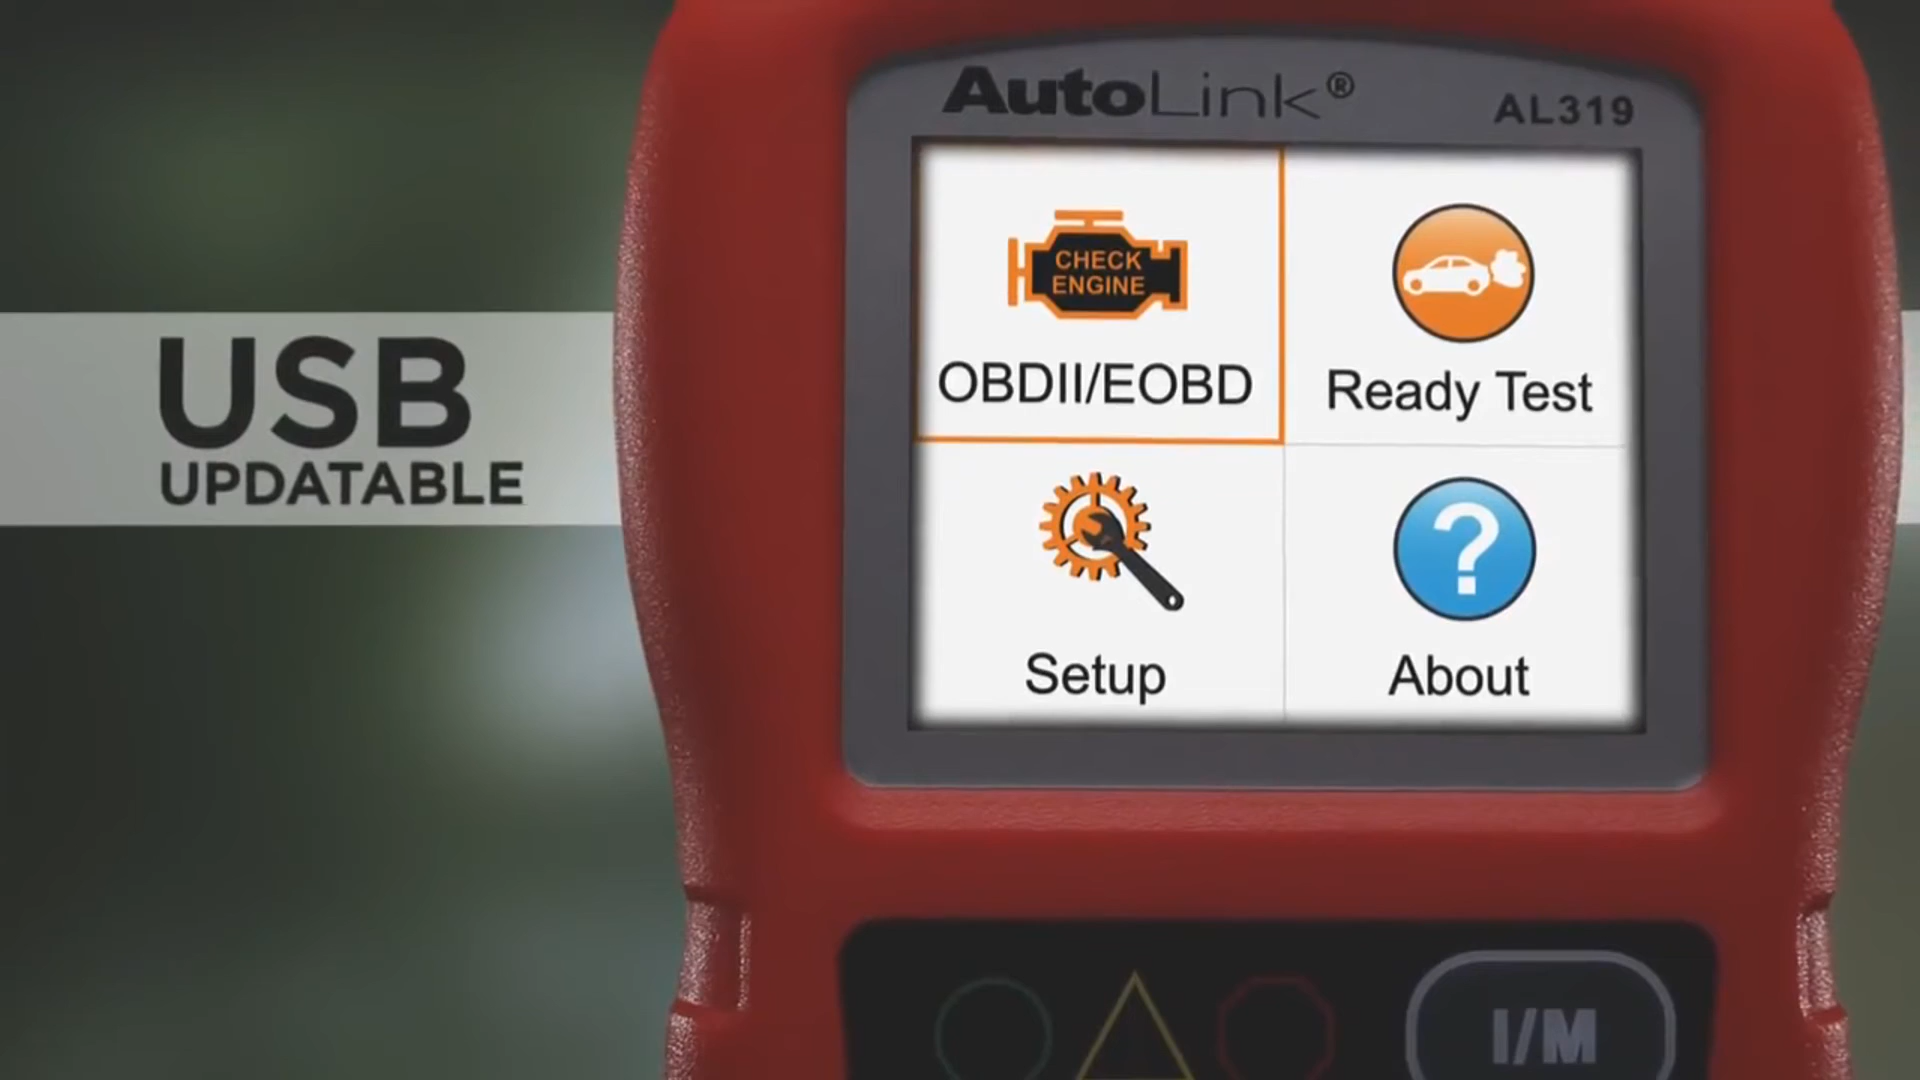 AutoLink®
AL319
CHECK
ENGINE
OBDII/EOBD
Ready Test
USB
UPDATABLE
Setup
?
About
I/M